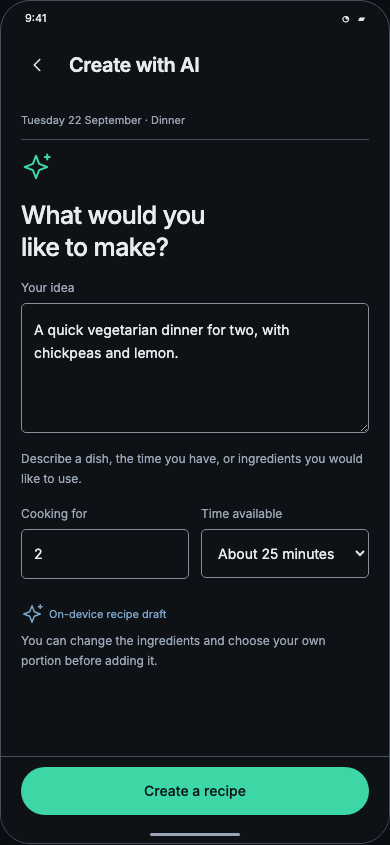 9:41
Create with AI
Tuesday 22 September · Dinner
What would you
like to make?
Your idea
A quick vegetarian dinner for two, with
chickpeas and lemon.
Describe a dish, the time you have, or ingredients you would
like to use.
Cooking for
Time available
2
About 25 minutes
On-device recipe draft
You can change the ingredients and choose your own
portion before adding it.
Create a recipe